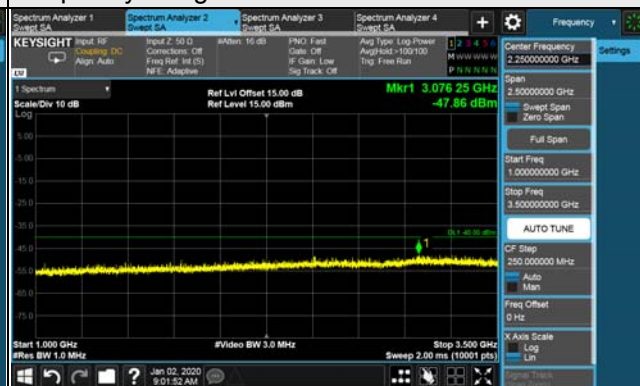 Spectrum Analyzer 1
Swept SA
Spectrum Analyzer 2
Swept SA
Spectrum Analyzer 3
Swept SA
Spectrum Analyzer 4
Swept SA
+
Frequency
KEYSIGHT
Input: RF
Coupling: DC
Align: Auto
Input Z: 50 Ω
Corrections: Off
Freq Ref: Int (S)
NFE: Adaptive
#Atten: 16 dB
PNO: Fast
Gate: Off
IF Gain: Low
Sig Track: Off
Avg Type: Log-Power
Avg|Hold:>100/100
Trig: Free Run
1 2 3 4 5 6
M W W W W W
P N N N N N
LXI
1 Spectrum
Scale/Div 10 dB
Log
Ref Lvl Offset 15.00 dB
Ref Level 15.00 dBm
Mkr1 3.076 25 GHz
-47.86 dBm
5.00
-5.00
-15.0
-25.0
-35.0
-45.0
-55.0
-65.0
-75.0
DL1 -40.00 dBm
1
Start 1.000 GHz
#Res BW 1.0 MHz
#Video BW 3.0 MHz
Stop 3.500 GHz
Sweep 2.00 ms (10001 pts)
Center Frequency
2.250000000 GHz
Settings
Span
2.50000000 GHz
Swept Span
Zero Span
Full Span
Start Freq
1.000000000 GHz
Stop Freq
3.500000000 GHz
AUTO TUNE
CF Step
250.000000 MHz
Auto
Man
Freq Offset
0 Hz
X Axis Scale
Log
Lin
Signal Track
?
Jan 02, 2020
9:01:52 AM